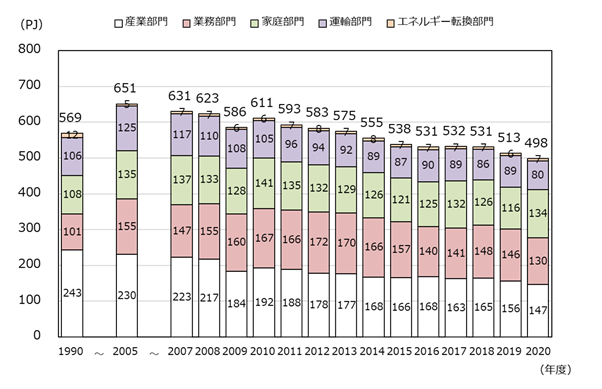 (PJ) □産業部門 ■業務部門 ■家庭部門 ■運輸部門 ■エネルギー転換部門
800
700
600
500
400
300
200
100
0
569 651 631 623 586 611 593 583 575 555 538 531 532 531 513 498
12 5 7 7 6 6 7 8 7 8 7 7 7 7 6 7
106 125 117 110 108 105 96 94 92 89 87 90 89 86 89 80
108 135 137 133 128 141 135 132 129 126 121 125 132 126 116 134
101 155 147 155 160 167 166 172 170 166 157 140 141 148 146 130
243 230 223 217 184 192 188 178 177 168 166 168 163 165 156 147
1990 ～ 2005 ～ 2007 2008 2009 2010 2011 2012 2013 2014 2015 2016 2017 2018 2019 2020
(年度)